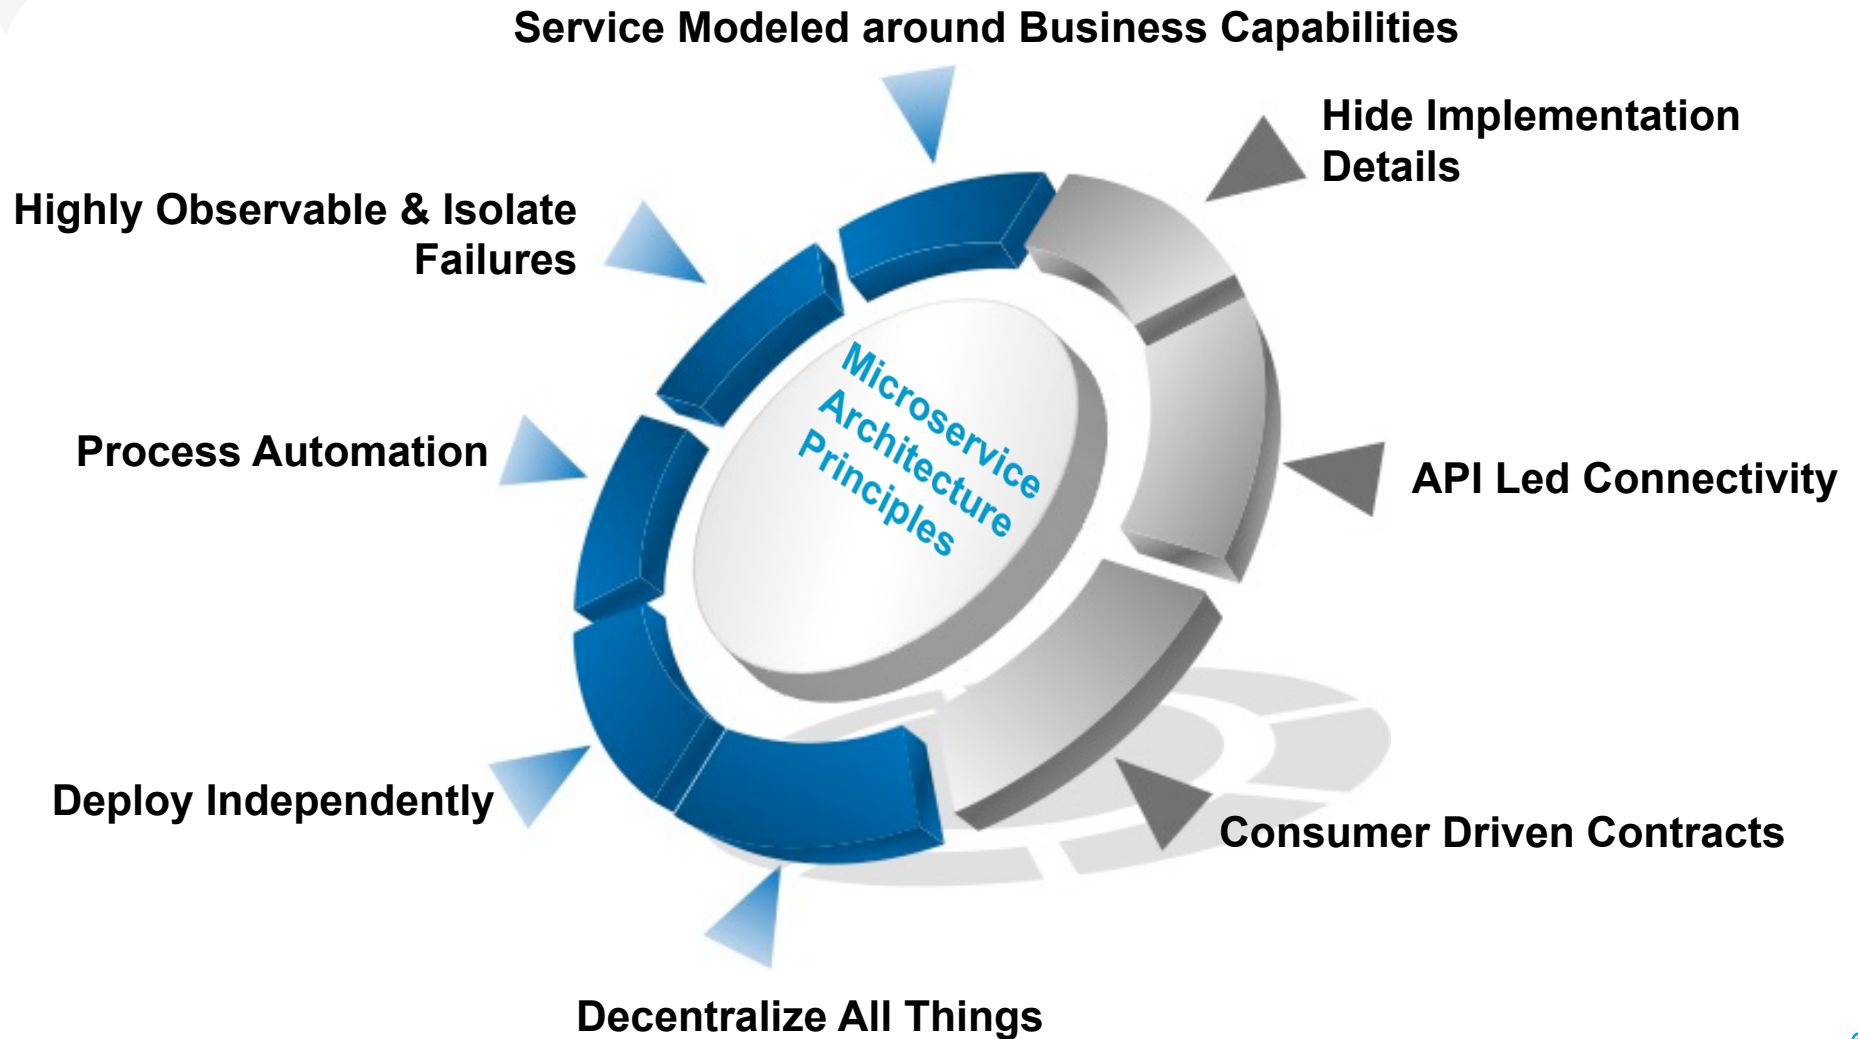 Service Modeled around Business Capabilities
Hide Implementation
Details
Highly Observable & Isolate
Failures
Microservice
Architecture
Principles
Process Automation
API Led Connectivity
Deploy Independently
Consumer Driven Contracts
Decentralize All Things